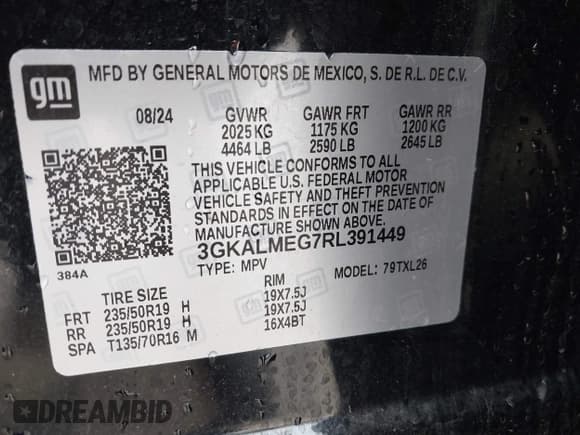 gm
MFD BY GENERAL MOTORS DE MEXICO, S. DE R.L. DE C.V.
08/24 GVWR GAWR FRT GAWR RR
2025 KG 1175 KG 1200 KG
4464 LB 2590 LB 2645 LB
THIS VEHICLE CONFORMS TO ALL
APPLICABLE U.S. FEDERAL MOTOR
VEHICLE SAFETY AND THEFT PREVENTION
STANDARDS IN EFFECT ON THE DATE OF
MANUFACTURE SHOWN ABOVE.
3GKALMEG7RL391449
384A TYPE: MPV MODEL: 79TXL26
TIRE SIZE RIM
FRT 235/50R19 H 19X7.5J
RR 235/50R19 H 19X7.5J
SPA T135/70R16 M 16X4BT
DREAMBID